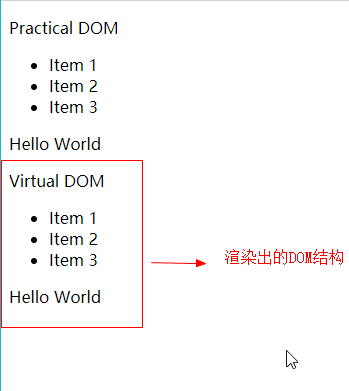 Practical DOM
Item 1
Item 2
Item 3
Hello World
Virtual DOM
Item 1
Item 2
Item 3
Hello World
渲染出的DOM结构